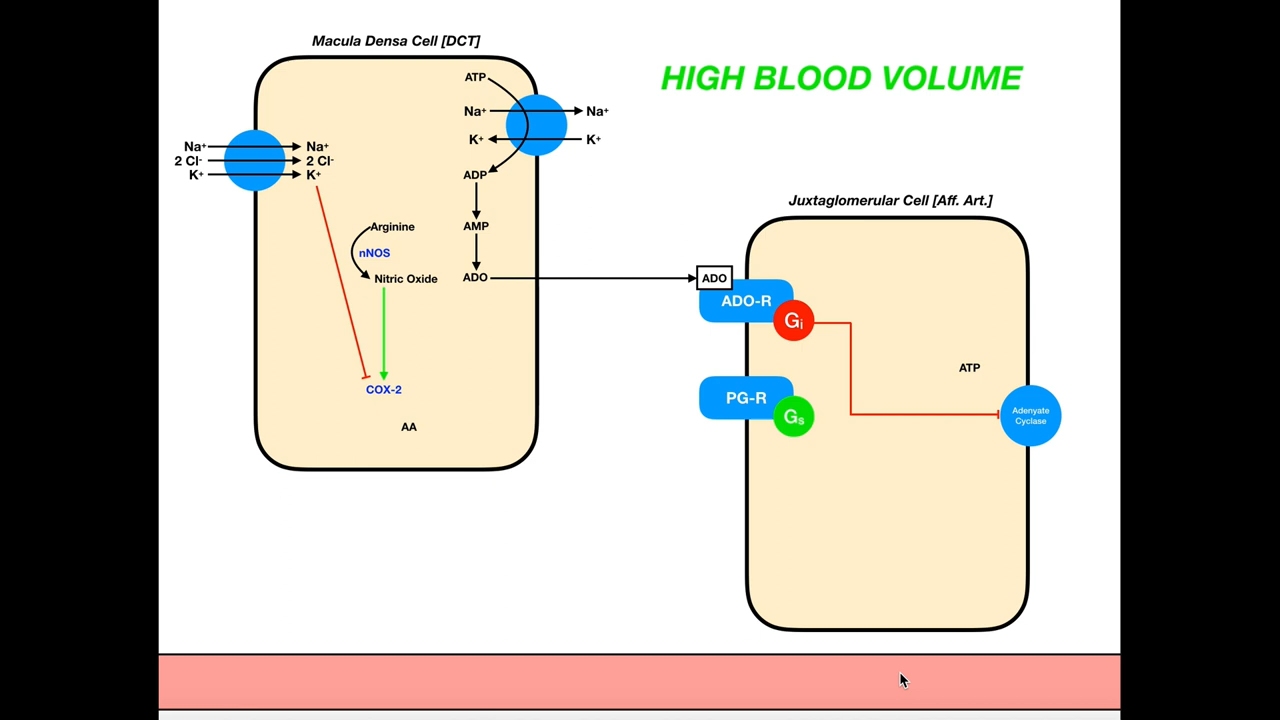 Macula Densa Cell [DCT]
HIGH BLOOD VOLUME
ATP
Na⁺
Na⁺
K⁺
K⁺
Na⁺
2 Cl⁻
K⁺
Na⁺
2 Cl⁻
K⁺
ADP
Arginine
nNOS
Nitric Oxide
AMP
ADO
COX-2
AA
Juxtaglomerular Cell [Aff. Art.]
ADO
ADO-R
Gi
ATP
PG-R
Gs
Adenyate
Cyclase